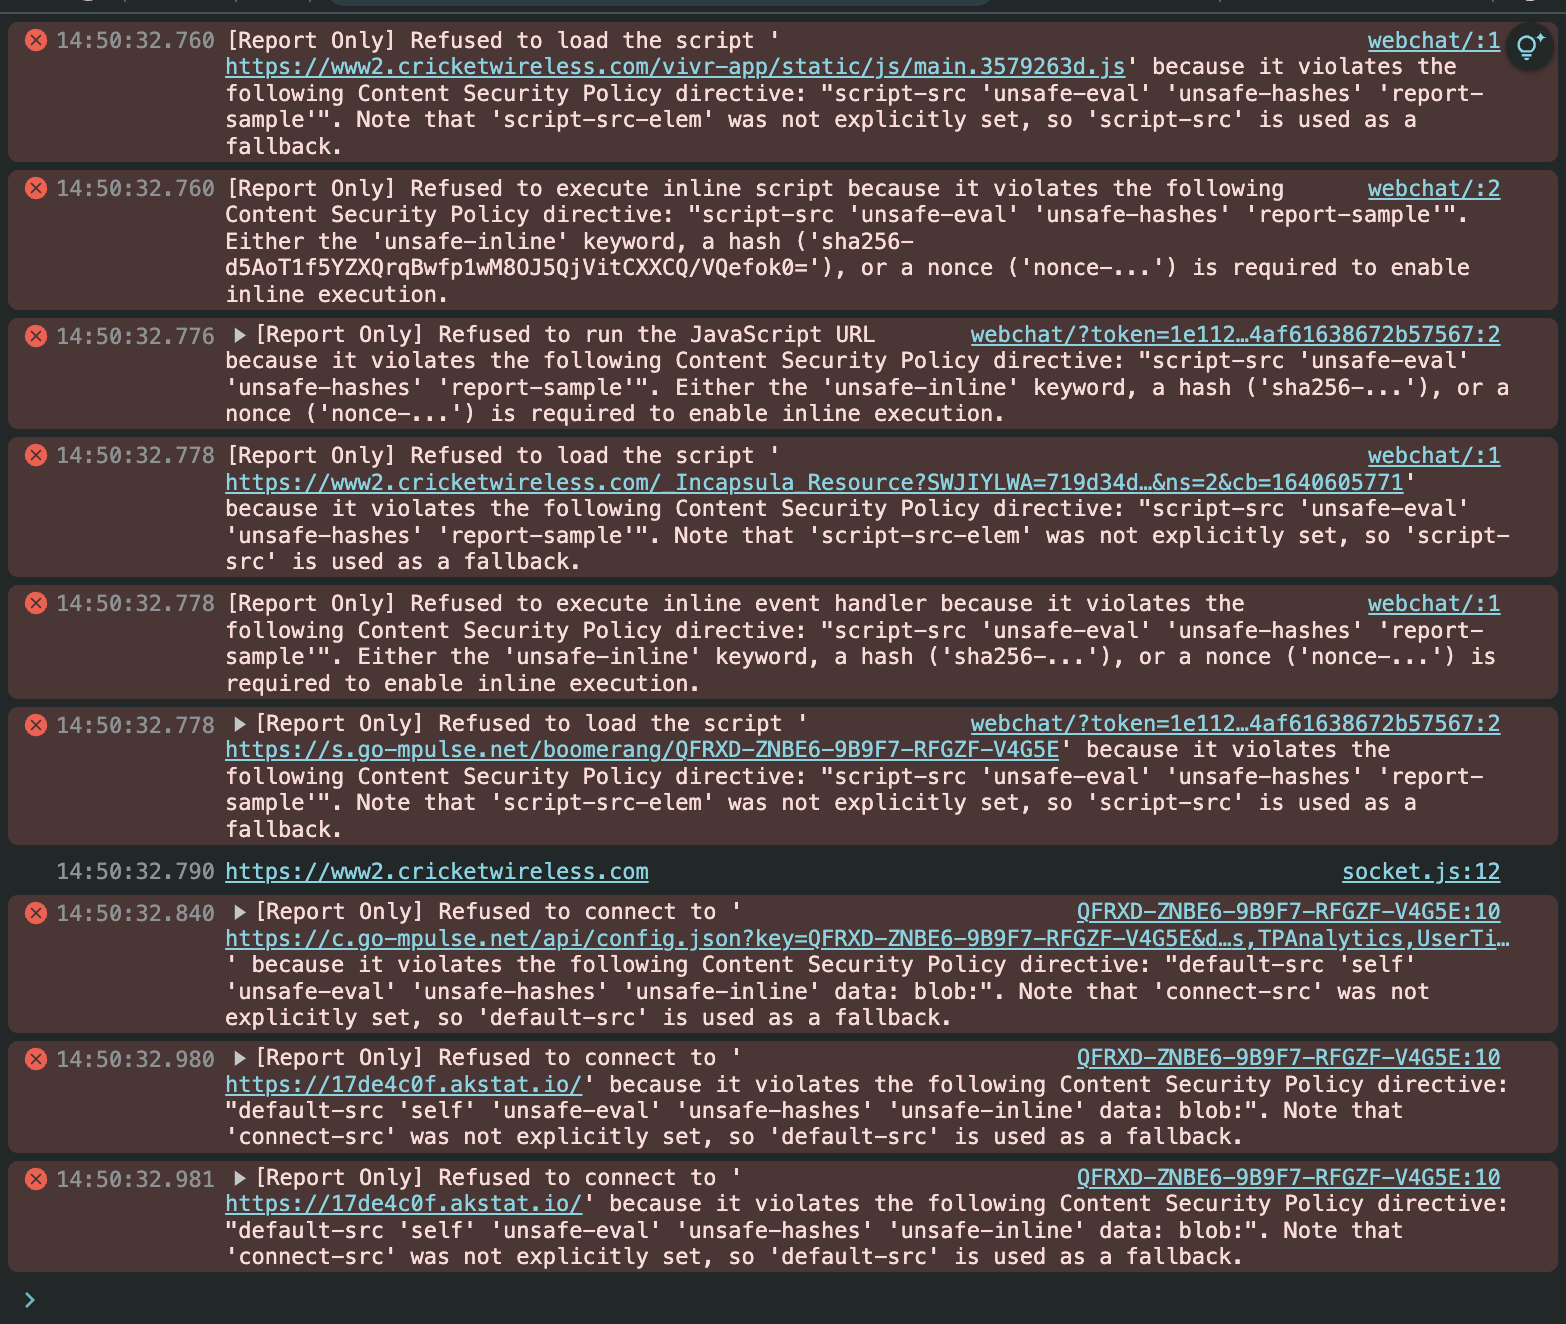 14:50:32.760 [Report Only] Refused to load the script ' webchat/:1
https://www2.cricketwireless.com/vivr-app/static/js/main.3579263d.js' because it violates the
following Content Security Policy directive: "script-src 'unsafe-eval' 'unsafe-hashes' 'report-
sample'". Note that 'script-src-elem' was not explicitly set, so 'script-src' is used as a
fallback.
14:50:32.760 [Report Only] Refused to execute inline script because it violates the following webchat/:2
Content Security Policy directive: "script-src 'unsafe-eval' 'unsafe-hashes' 'report-sample'".
Either the 'unsafe-inline' keyword, a hash ('sha256-
d5AoT1f5YZXQrqBwfp1wM8OJ5QjVitCXXCQ/VQefok0='), or a nonce ('nonce-...') is required to enable
inline execution.
14:50:32.776 [Report Only] Refused to run the JavaScript URL webchat/?token=1e112…4af61638672b57567:2
because it violates the following Content Security Policy directive: "script-src 'unsafe-eval'
'unsafe-hashes' 'report-sample'". Either the 'unsafe-inline' keyword, a hash ('sha256-...'), or a
nonce ('nonce-...') is required to enable inline execution.
14:50:32.778 [Report Only] Refused to load the script ' webchat/:1
https://www2.cricketwireless.com/_Incapsula_Resource?SWJIYLWA=719d34d…&ns=2&cb=1640605771'
because it violates the following Content Security Policy directive: "script-src 'unsafe-eval'
'unsafe-hashes' 'report-sample'". Note that 'script-src-elem' was not explicitly set, so 'script-
src' is used as a fallback.
14:50:32.778 [Report Only] Refused to execute inline event handler because it violates the webchat/:1
following Content Security Policy directive: "script-src 'unsafe-eval' 'unsafe-hashes' 'report-
sample'". Either the 'unsafe-inline' keyword, a hash ('sha256-...'), or a nonce ('nonce-...') is
required to enable inline execution.
14:50:32.778 [Report Only] Refused to load the script ' webchat/?token=1e112…4af61638672b57567:2
https://s.go-mpulse.net/boomerang/QFRXD-ZNBE6-9B9F7-RFGZF-V4G5E' because it violates the
following Content Security Policy directive: "script-src 'unsafe-eval' 'unsafe-hashes' 'report-
sample'". Note that 'script-src-elem' was not explicitly set, so 'script-src' is used as a
fallback.
14:50:32.790 https://www2.cricketwireless.com socket.js:12
14:50:32.840 [Report Only] Refused to connect to ' QFRXD-ZNBE6-9B9F7-RFGZF-V4G5E:10
https://c.go-mpulse.net/api/config.json?key=QFRXD-ZNBE6-9B9F7-RFGZF-V4G5E&d…s,TPAnalytics,UserTi…
' because it violates the following Content Security Policy directive: "default-src 'self'
'unsafe-eval' 'unsafe-hashes' 'unsafe-inline' data: blob:". Note that 'connect-src' was not
explicitly set, so 'default-src' is used as a fallback.
14:50:32.980 [Report Only] Refused to connect to ' QFRXD-ZNBE6-9B9F7-RFGZF-V4G5E:10
https://17de4c0f.akstat.io/' because it violates the following Content Security Policy directive:
"default-src 'self' 'unsafe-eval' 'unsafe-hashes' 'unsafe-inline' data: blob:". Note that
'connect-src' was not explicitly set, so 'default-src' is used as a fallback.
14:50:32.981 [Report Only] Refused to connect to ' QFRXD-ZNBE6-9B9F7-RFGZF-V4G5E:10
https://17de4c0f.akstat.io/' because it violates the following Content Security Policy directive:
"default-src 'self' 'unsafe-eval' 'unsafe-hashes' 'unsafe-inline' data: blob:". Note that
'connect-src' was not explicitly set, so 'default-src' is used as a fallback.